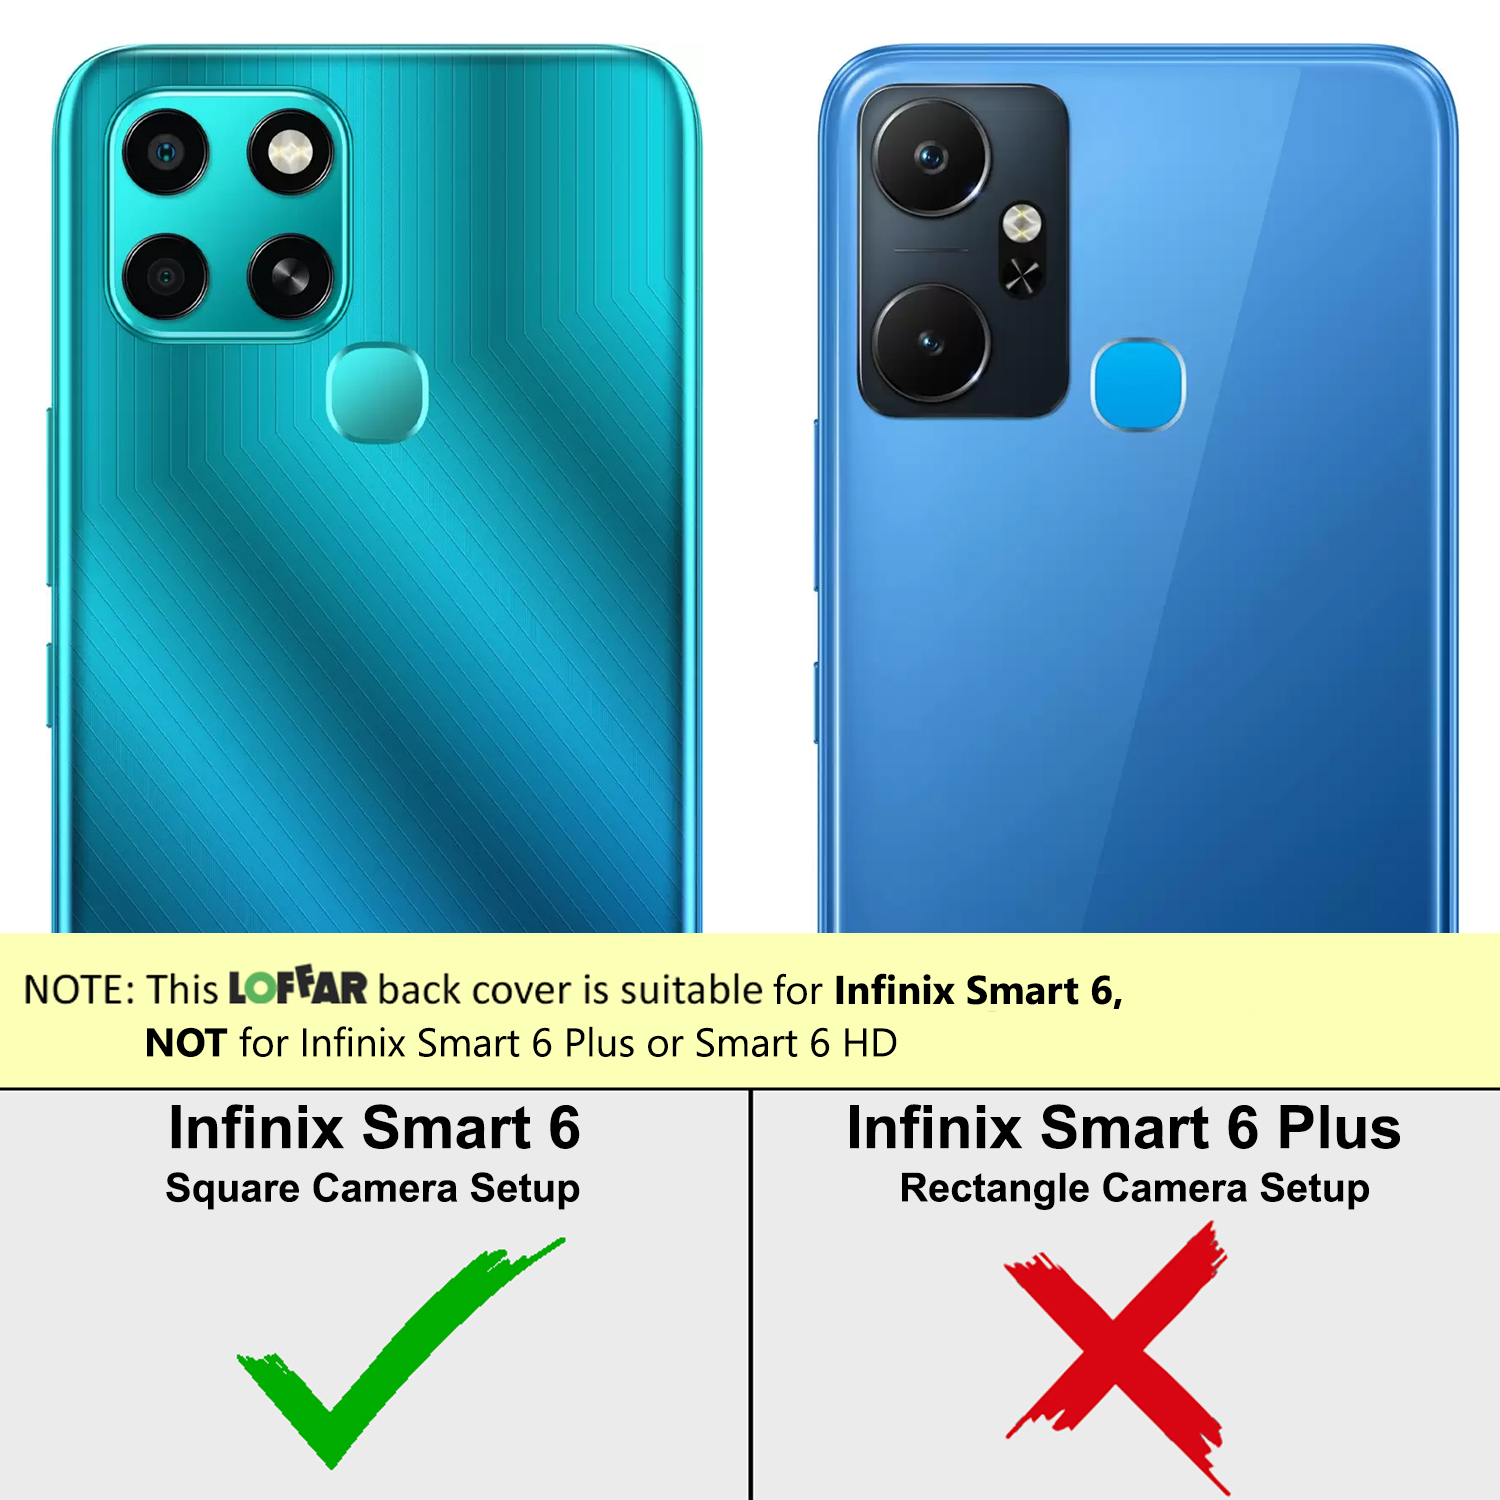 NOTE: This LOFFAR back cover is suitable for Infinix Smart 6,
NOT for Infinix Smart 6 Plus or Smart 6 HD
Infinix Smart 6
Square Camera Setup
Infinix Smart 6 Plus
Rectangle Camera Setup